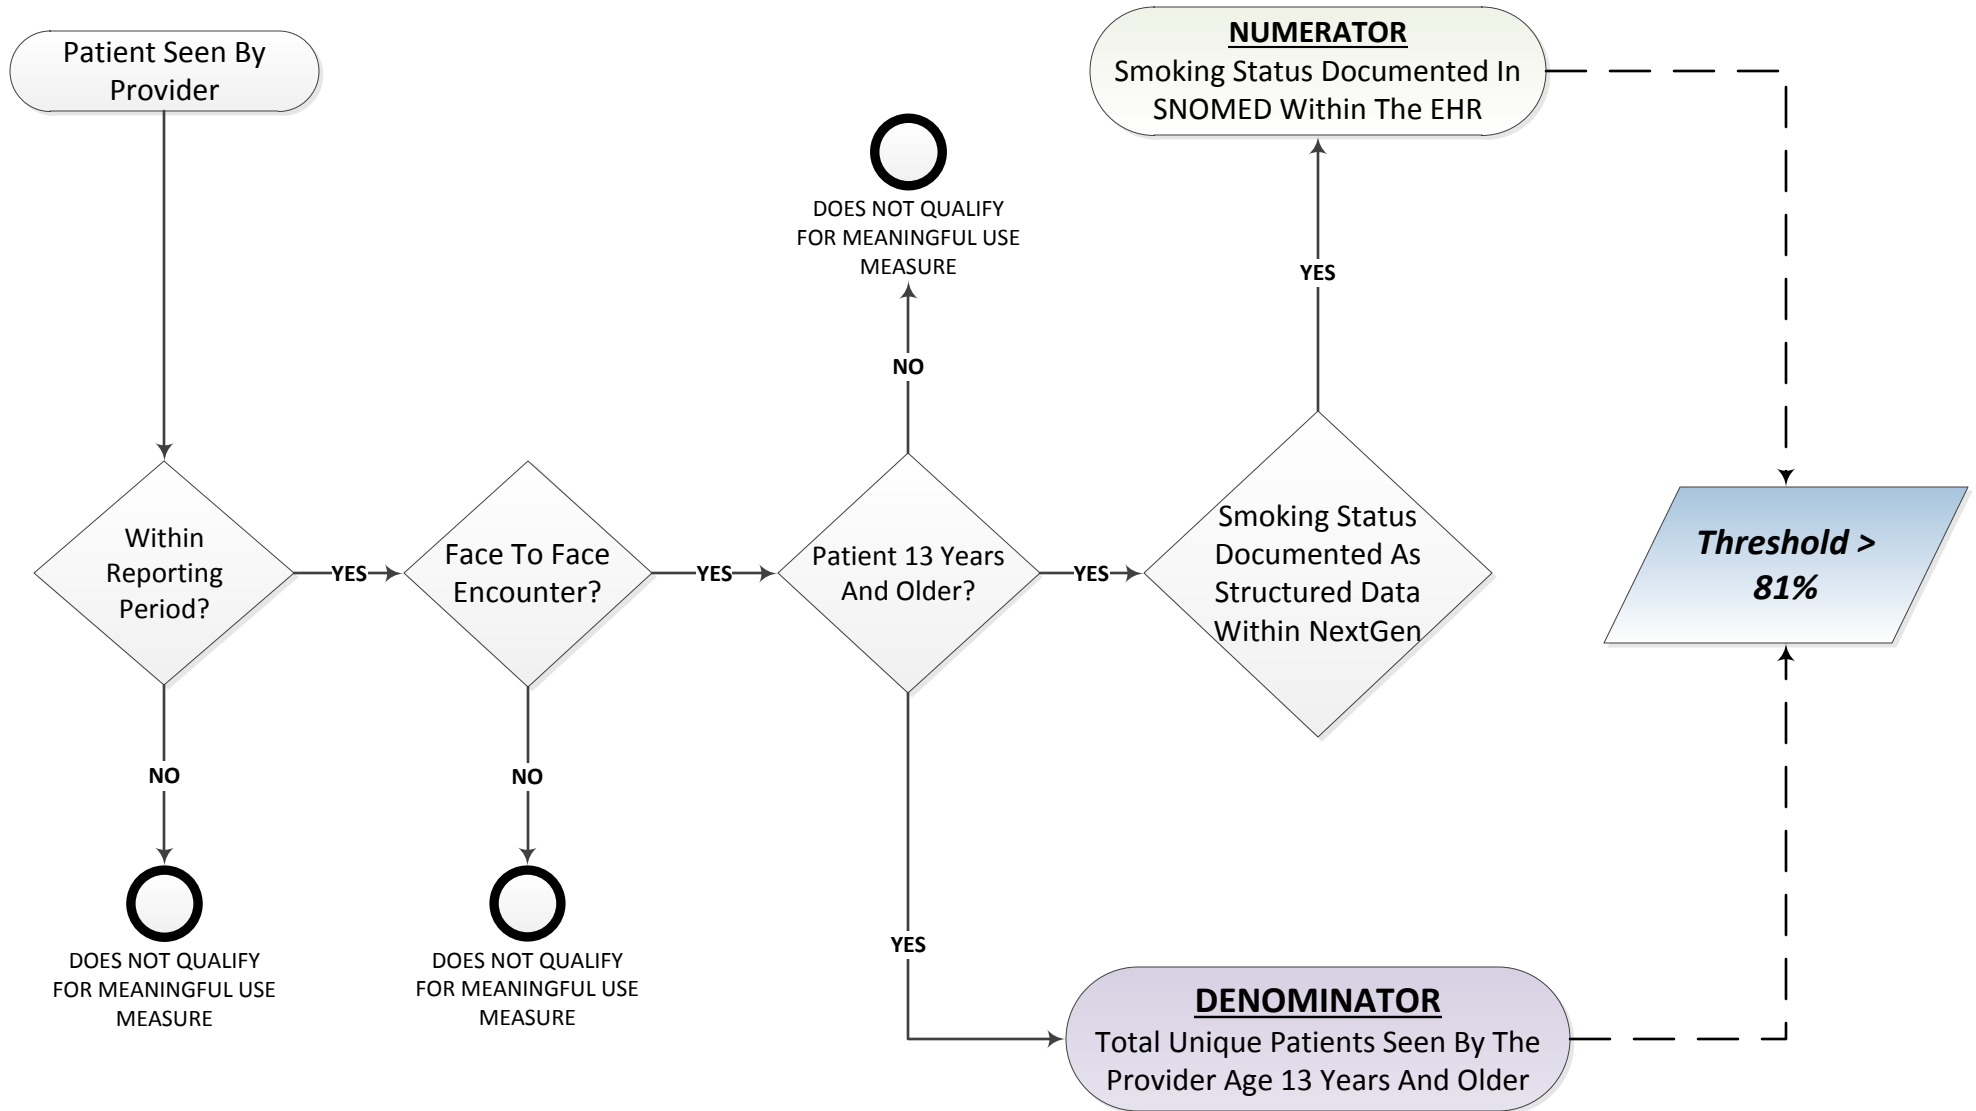 Patient Seen By
Provider
NUMERATOR
Smoking Status Documented In
SNOMED Within The EHR
DOES NOT QUALIFY
FOR MEANINGFUL USE
MEASURE
YES
NO
Within
Reporting
Period?
YES
Face To Face
Encounter?
YES
Patient 13 Years
And Older?
YES
Smoking Status
Documented As
Structured Data
Within NextGen
Threshold >
81%
NO
NO
YES
DOES NOT QUALIFY
FOR MEANINGFUL USE
MEASURE
DOES NOT QUALIFY
FOR MEANINGFUL USE
MEASURE
DENOMINATOR
Total Unique Patients Seen By The
Provider Age 13 Years And Older